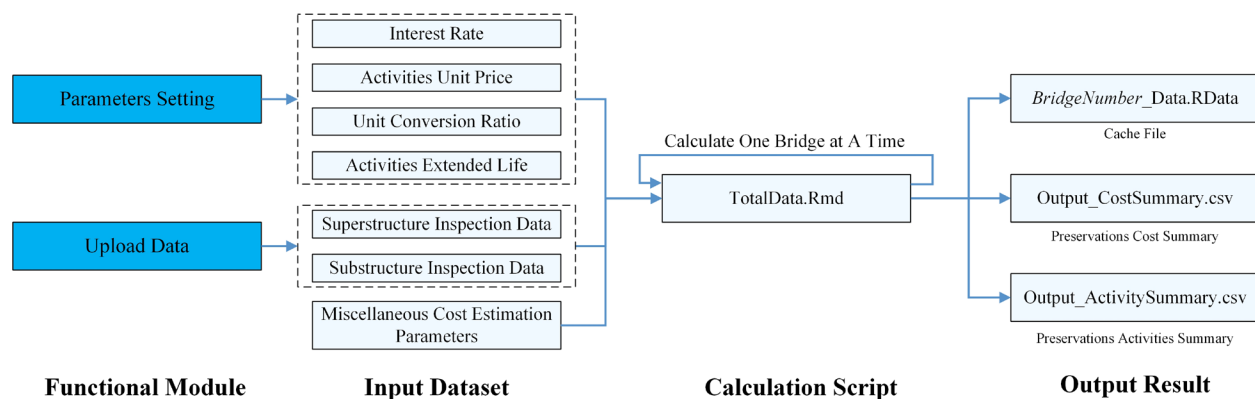 Parameters Setting
Upload Data
Functional Module
Interest Rate
Activities Unit Price
Unit Conversion Ratio
Activities Extended Life
Superstructure Inspection Data
Substructure Inspection Data
Miscellaneous Cost Estimation
Parameters
Input Dataset
Calculate One Bridge at A Time
TotalData.Rmd
Calculation Script
BridgeNumber_Data.RData
Cache File
Output_CostSummary.csv
Preservations Cost Summary
Output_ActivitySummary.csv
Preservations Activities Summary
Output Result